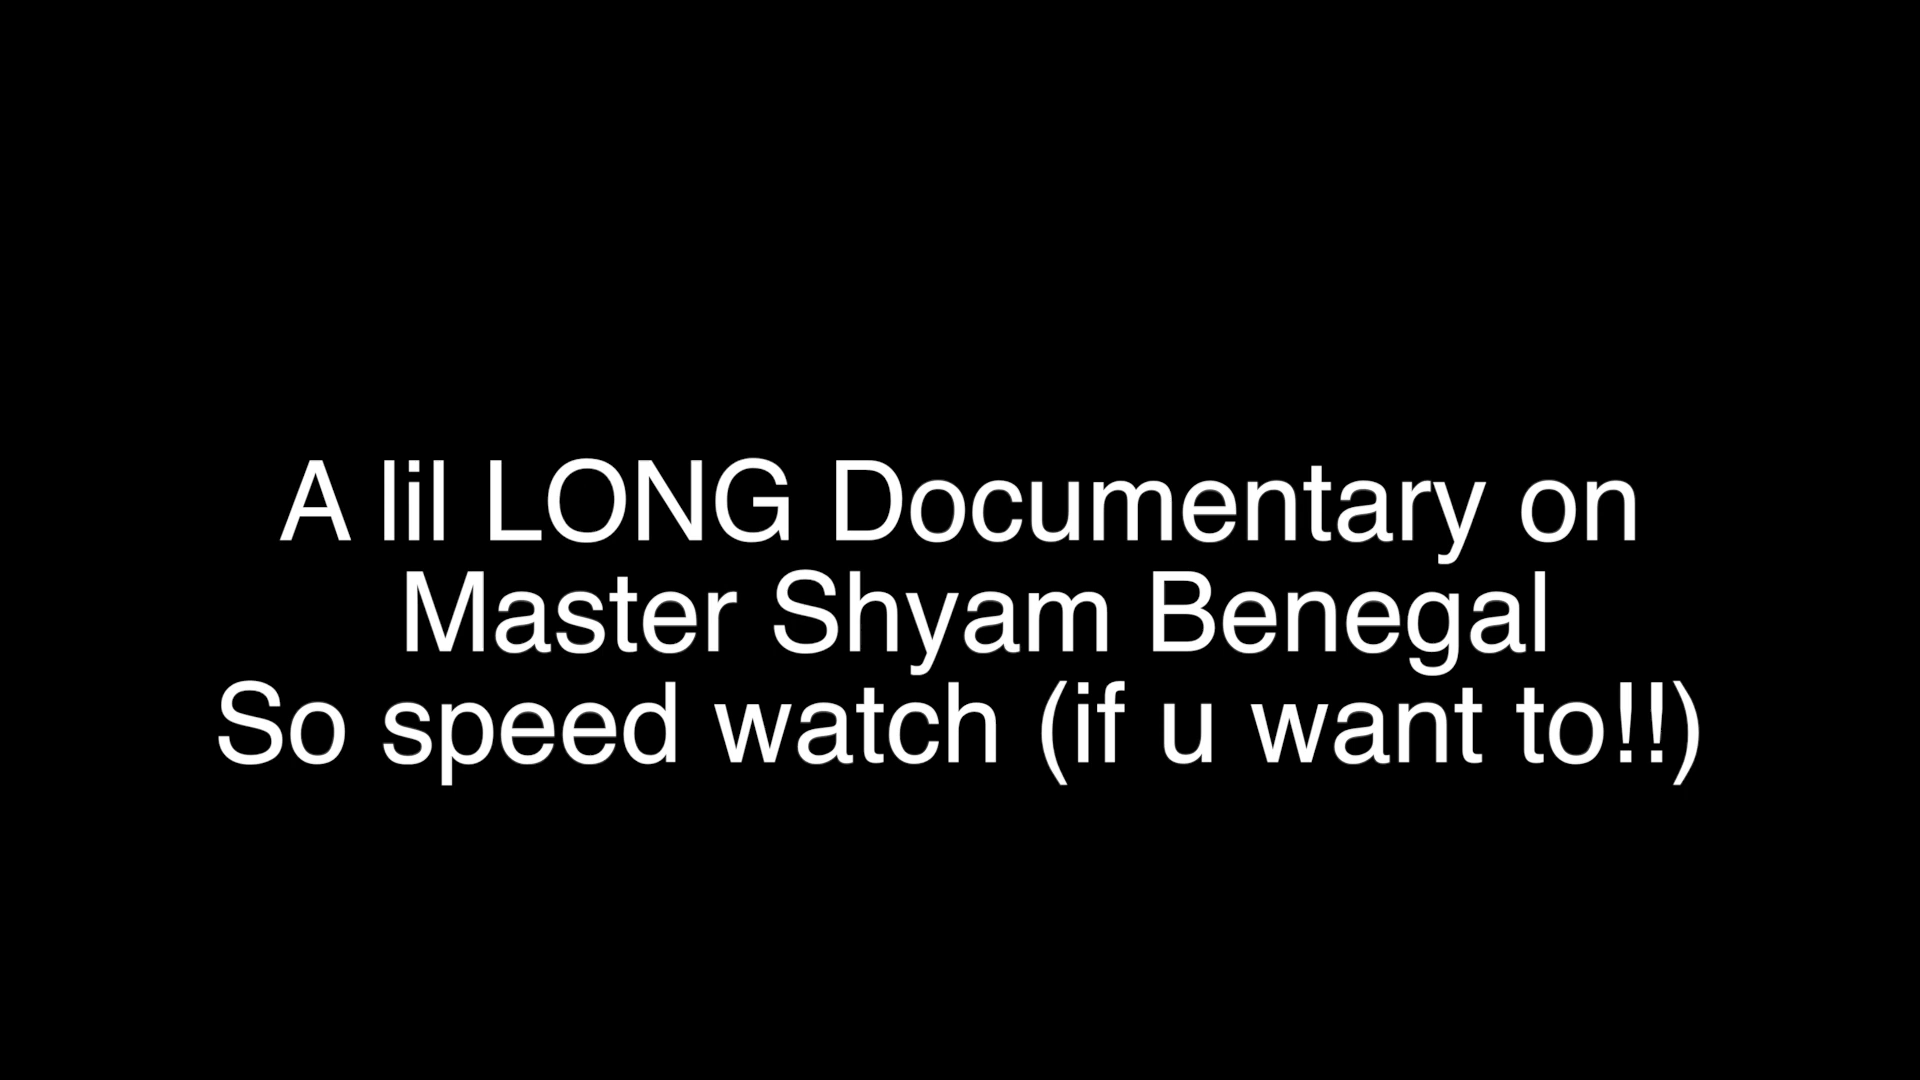 A lil LONG Documentary on
Master Shyam Benegal
So speed watch (if u want to!!)